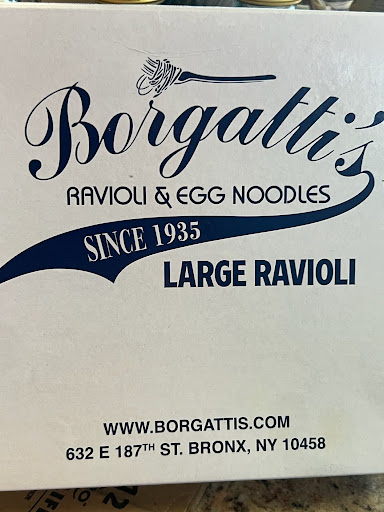 Borgatti's
RAVIOLI & EGG NOODLES
SINCE 1935
LARGE RAVIOLI
WWW.BORGATTIS.COM
632 E 187TH ST. BRONX, NY 10458